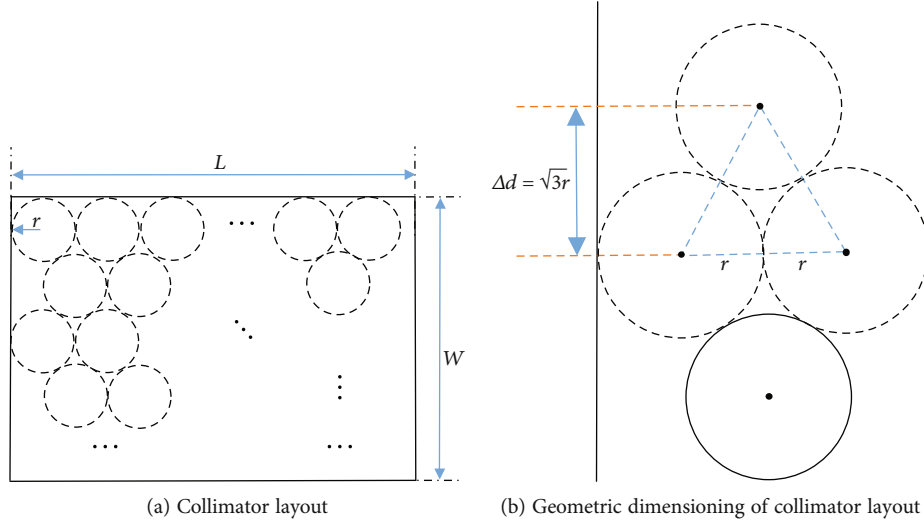 L
r
W
(a) Collimator layout
Δd = √3r
r r
(b) Geometric dimensioning of collimator layout